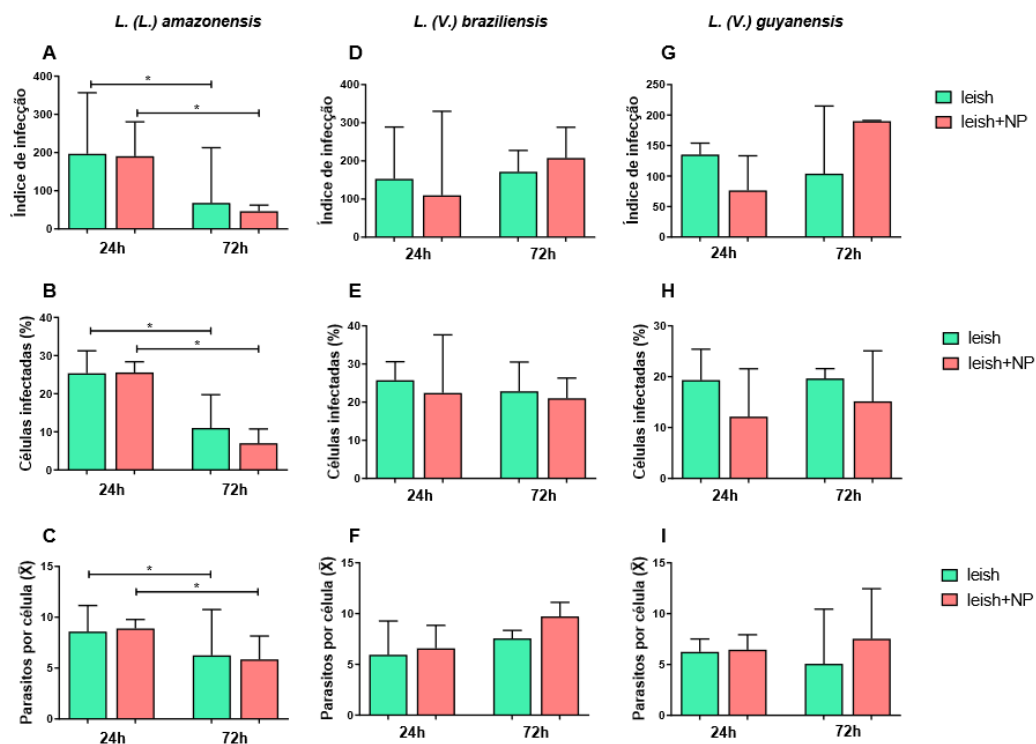 L. (L.) amazonensis
L. (V.) braziliensis
L. (V.) guyanensis
A
Índice de infecção
400
300
200
100
0
*
*
24h
72h
D
Índice de infecção
400
300
200
100
0
24h
72h
G
Índice de infecção
250
200
150
100
50
0
24h
72h
leish
leish+NP
B
Células infectadas (%)
40
30
20
10
0
*
*
24h
72h
E
Células infectadas (%)
40
30
20
10
0
24h
72h
H
Células infectadas (%)
30
20
10
0
24h
72h
leish
leish+NP
C
Parasitos por célula (X̅)
15
10
5
0
*
*
24h
72h
F
Parasitos por célula (X̅)
15
10
5
0
24h
72h
I
Parasitos por célula (X̅)
15
10
5
0
24h
72h
leish
leish+NP